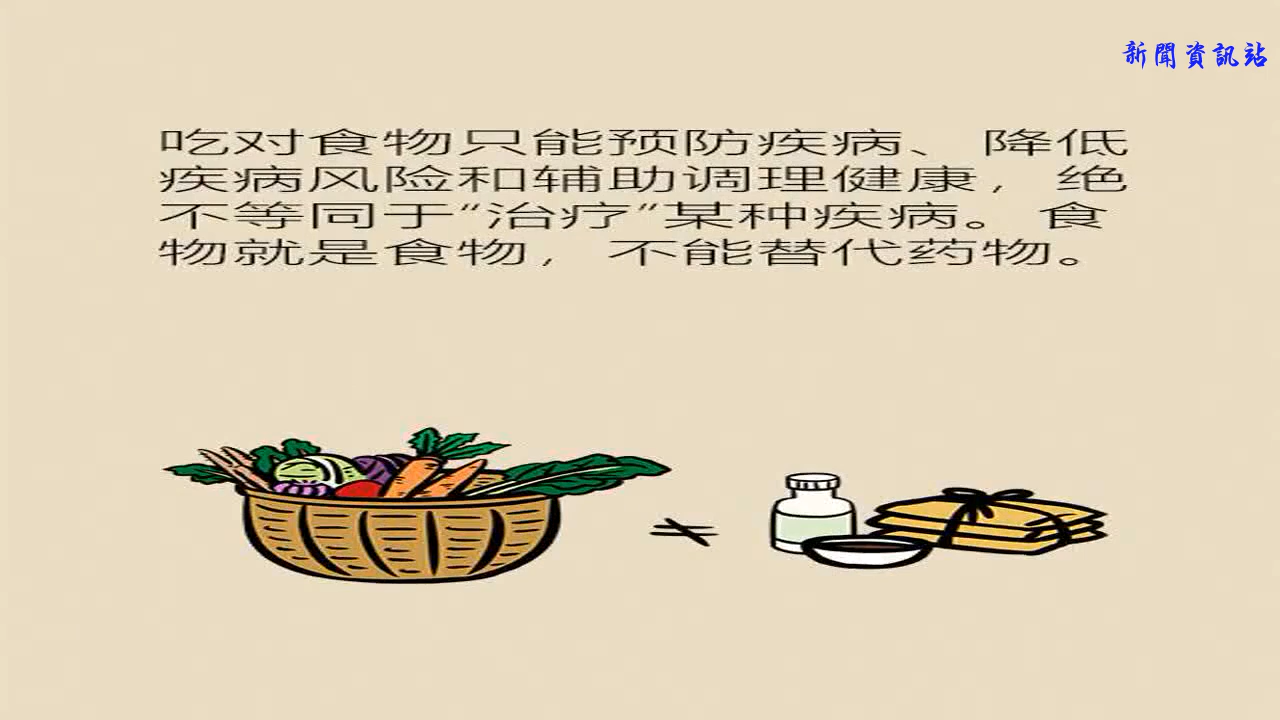 新聞資訊站
吃对食物只能预防疾病、降低
疾病风险和辅助调理健康，绝
不等同于“治疗”某种疾病。食
物就是食物，不能替代药物。
≠